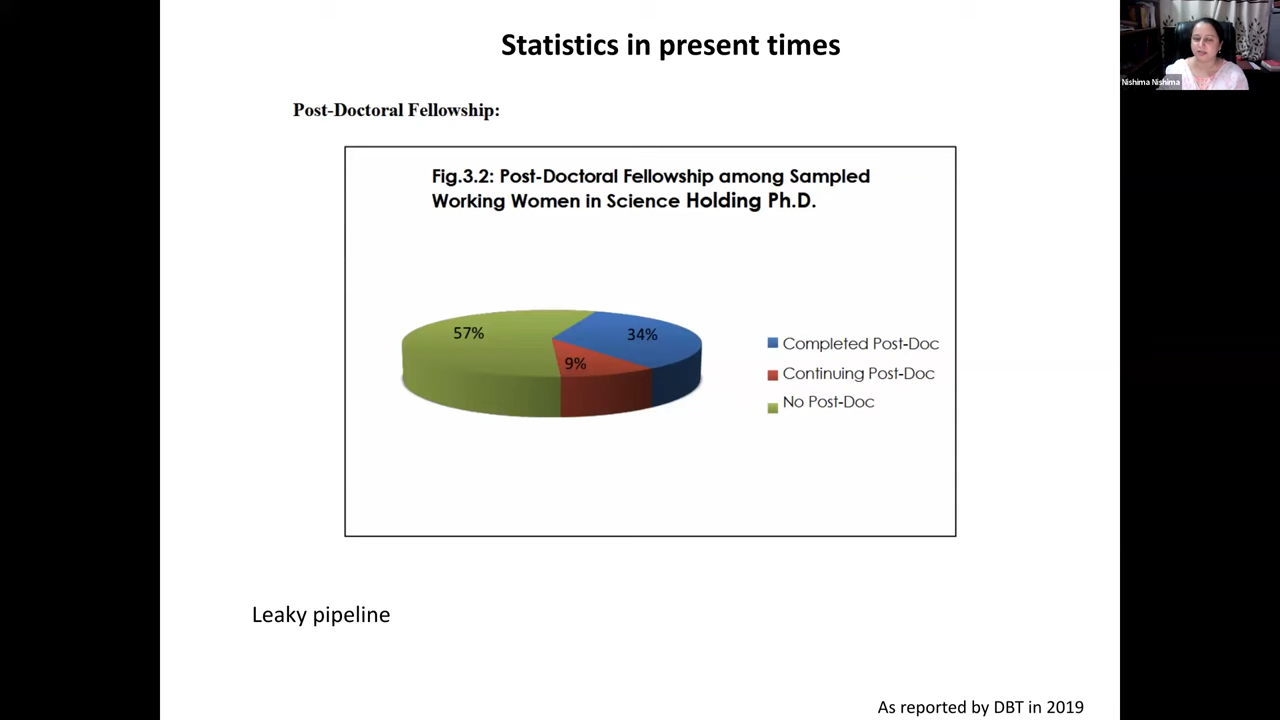 Statistics in present times
Nishima Nishima
Post-Doctoral Fellowship:
Fig.3.2: Post-Doctoral Fellowship among Sampled
Working Women in Science Holding Ph.D.
57%
34%
9%
Completed Post-Doc
Continuing Post-Doc
No Post-Doc
Leaky pipeline
As reported by DBT in 2019